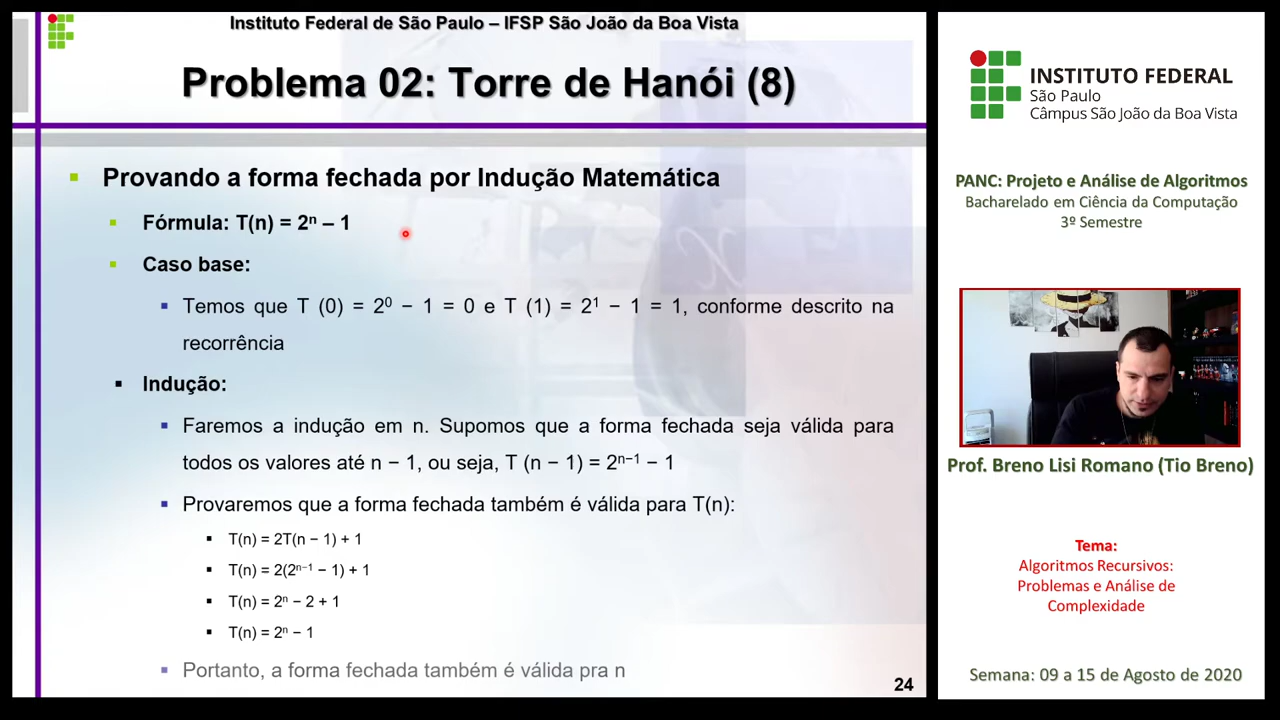 Instituto Federal de São Paulo – IFSP São João da Boa Vista
Problema 02: Torre de Hanói (8)
Provando a forma fechada por Indução Matemática
Fórmula: T(n) = 2ⁿ – 1
Caso base:
Temos que T (0) = 2⁰ − 1 = 0 e T (1) = 2¹ − 1 = 1, conforme descrito na
recorrência
Indução:
Faremos a indução em n. Supomos que a forma fechada seja válida para
todos os valores até n − 1, ou seja, T (n − 1) = 2ⁿ⁻¹ − 1
Provaremos que a forma fechada também é válida para T(n):
T(n) = 2T(n − 1) + 1
T(n) = 2(2ⁿ⁻¹ − 1) + 1
T(n) = 2ⁿ − 2 + 1
T(n) = 2ⁿ − 1
Portanto, a forma fechada também é válida pra n
24
INSTITUTO FEDERAL
São Paulo
Câmpus São João da Boa Vista
PANC: Projeto e Análise de Algoritmos
Bacharelado em Ciência da Computação
3º Semestre
Prof. Breno Lisi Romano (Tio Breno)
Tema:
Algoritmos Recursivos:
Problemas e Análise de
Complexidade
Semana: 09 a 15 de Agosto de 2020